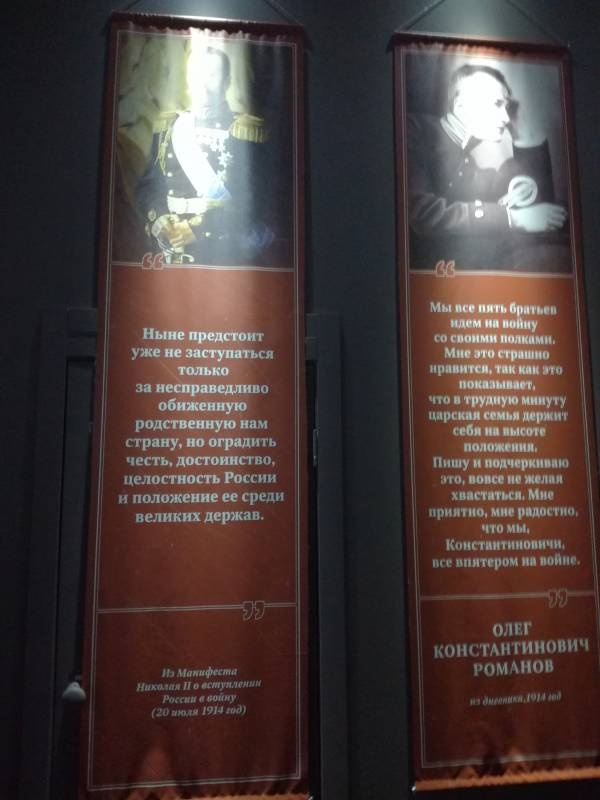 “
Ныне предстоит
уже не заступаться
только
за несправедливо
обиженную
родственную нам
страну, но оградить
честь, достоинство,
целостность России
и положение ее среди
великих держав.
”
Из Манифеста
Николая II о вступлении
России в войну
(20 июля 1914 год)
“
Мы все пять братьев
идем на войну
со своими полками.
Мне это страшно
нравится, так как это
показывает,
что в трудную минуту
царская семья держит
себя на высоте
положения.
Пишу и подчеркиваю
это, вовсе не желая
хвастаться. Мне
приятно, мне радостно,
что мы,
Константиновичи,
все впятером на войне.
”
ОЛЕГ
КОНСТАНТИНОВИЧ
РОМАНОВ
из дневника,1914 год